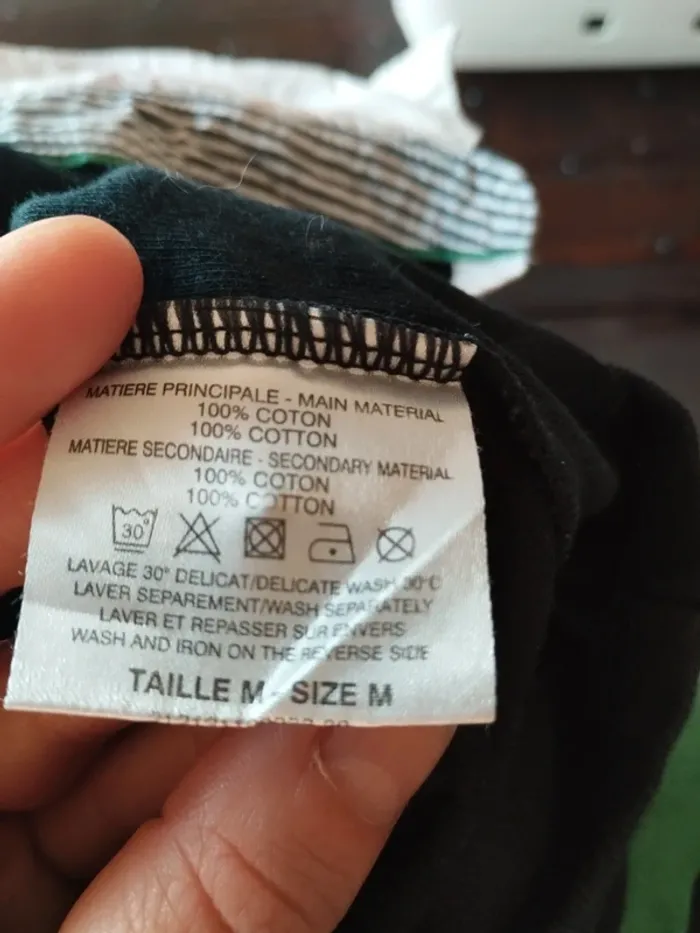 MATIERE PRINCIPALE - MAIN MATERIAL
100% COTON
100% COTTON
MATIERE SECONDAIRE - SECONDARY MATERIAL
100% COTON
100% COTTON
30°
LAVAGE 30° DELICAT/DELICATE WASH 30°C
LAVER SEPAREMENT/WASH SEPARATELY
LAVER ET REPASSER SUR ENVERS
WASH AND IRON ON THE REVERSE SIDE
TAILLE M - SIZE M